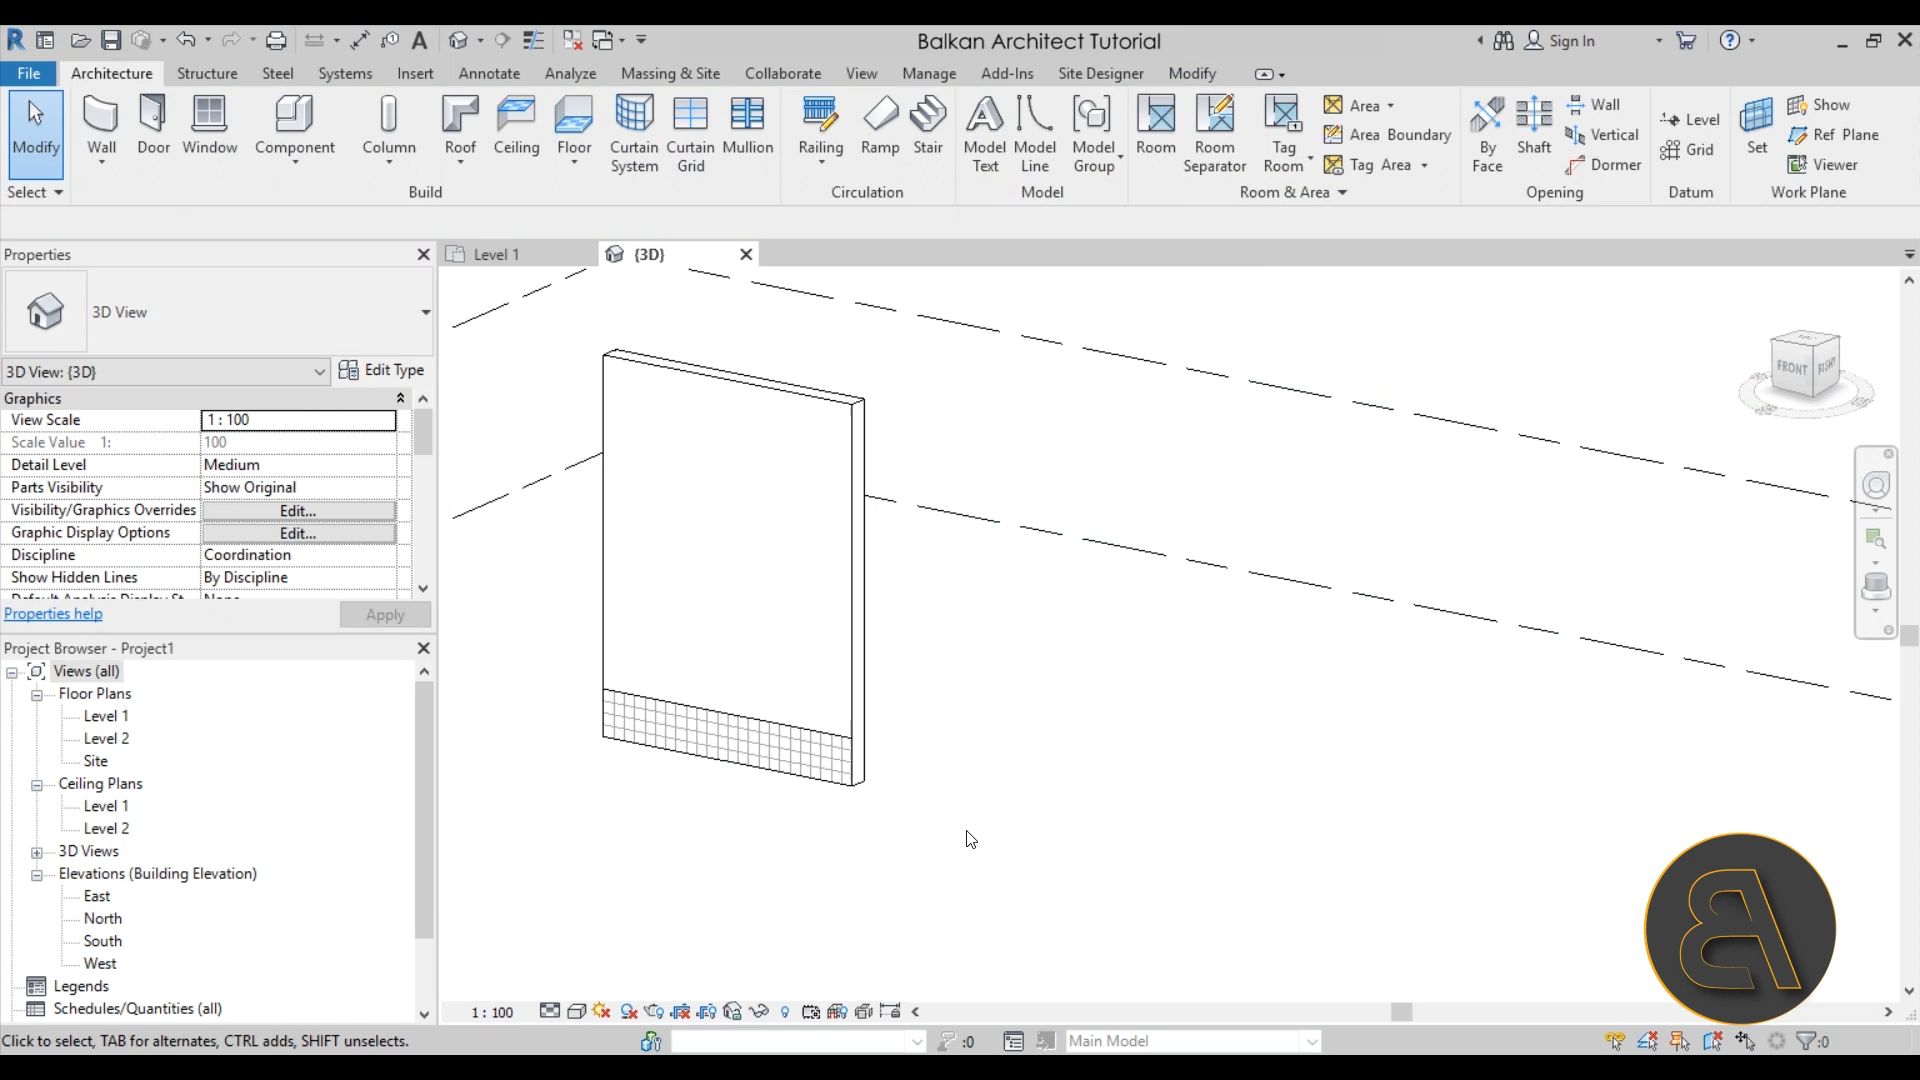 Balkan Architect Tutorial
Sign In
File Architecture Structure Steel Systems Insert Annotate Analyze Massing & Site Collaborate View Manage Add-Ins Site Designer Modify
Modify
Wall
Door
Window
Component
Column
Roof
Ceiling
Floor
Curtain System
Curtain Grid
Mullion
Railing
Ramp
Stair
Model Text
Model Line
Model Group
Room
Room Separator
Tag Room
Area
Area Boundary
Tag Area
By Face
Shaft
Wall
Vertical
Dormer
Level
Grid
Set
Show
Ref Plane
Viewer
Select Build Circulation Model Room & Area Opening Datum Work Plane
Properties
Level 1
{3D}
3D View
3D View: {3D}
Edit Type
Graphics
View Scale 1 : 100
Scale Value 1: 100
Detail Level Medium
Parts Visibility Show Original
Visibility/Graphics Overrides Edit...
Graphic Display Options Edit...
Discipline Coordination
Show Hidden Lines By Discipline
Properties help
Apply
FRONT
RIGHT
Project Browser - Project1
Views (all)
Floor Plans
Level 1
Level 2
Site
Ceiling Plans
Level 1
Level 2
3D Views
Elevations (Building Elevation)
East
North
South
West
Legends
Schedules/Quantities (all)
1 : 100
Click to select, TAB for alternates, CTRL adds, SHIFT unselects.
:0
Main Model
:0